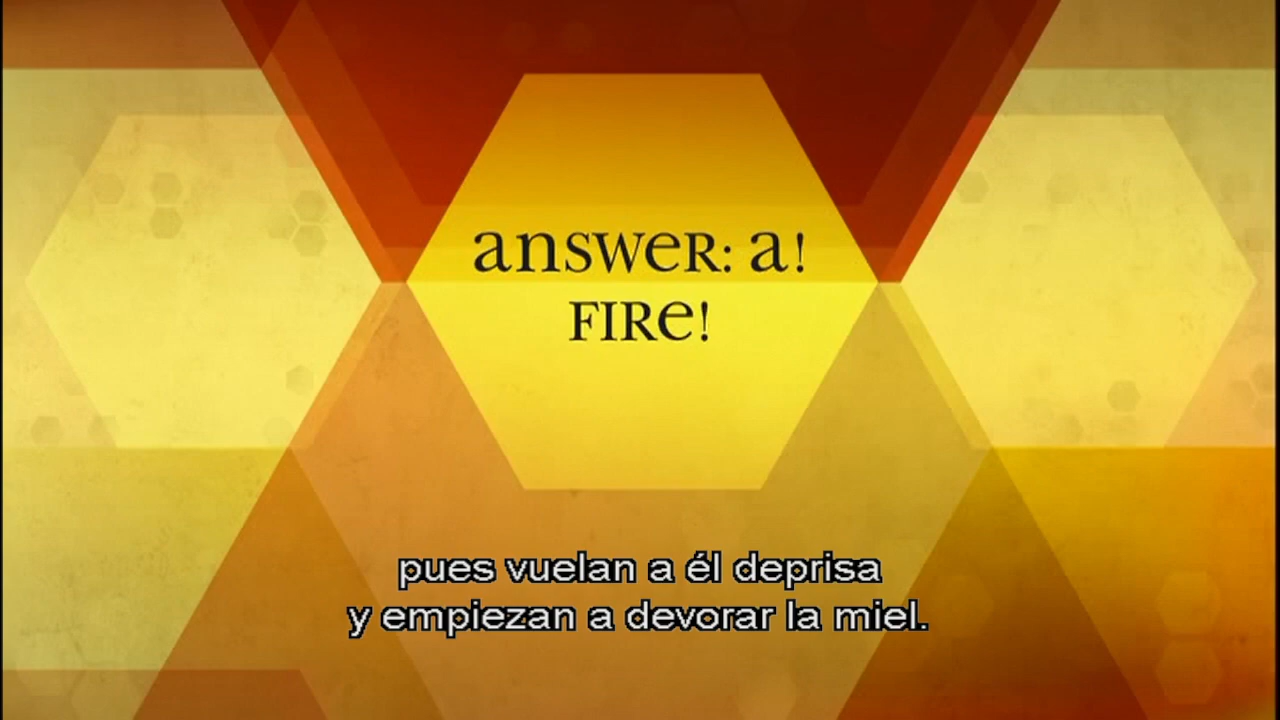 answer: a!
FIRe!
pues vuelan a él deprisa
y empiezan a devorar la miel.